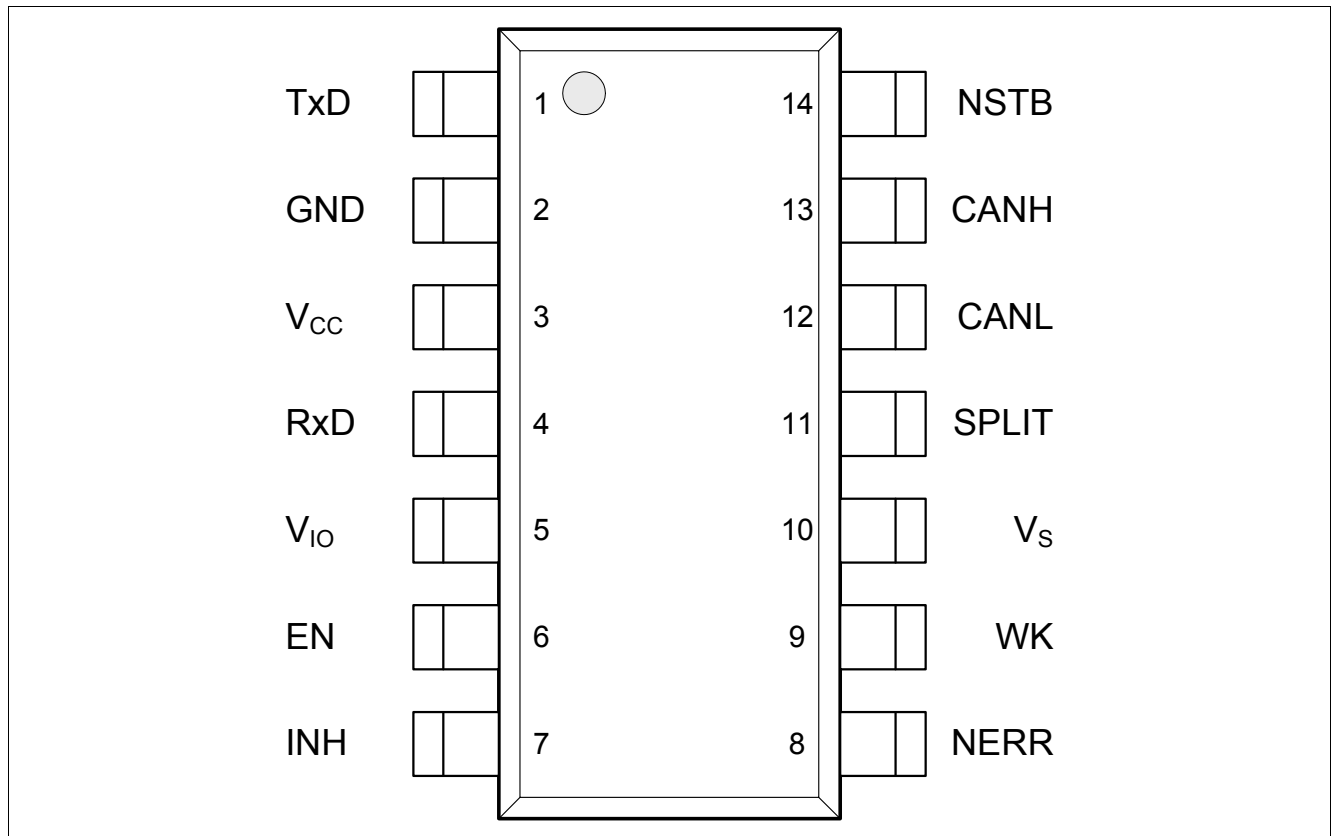 TxD 1 14 NSTB
GND 2 13 CANH
VCC 3 12 CANL
RxD 4 11 SPLIT
VIO 5 10 VS
EN 6 9 WK
INH 7 8 NERR